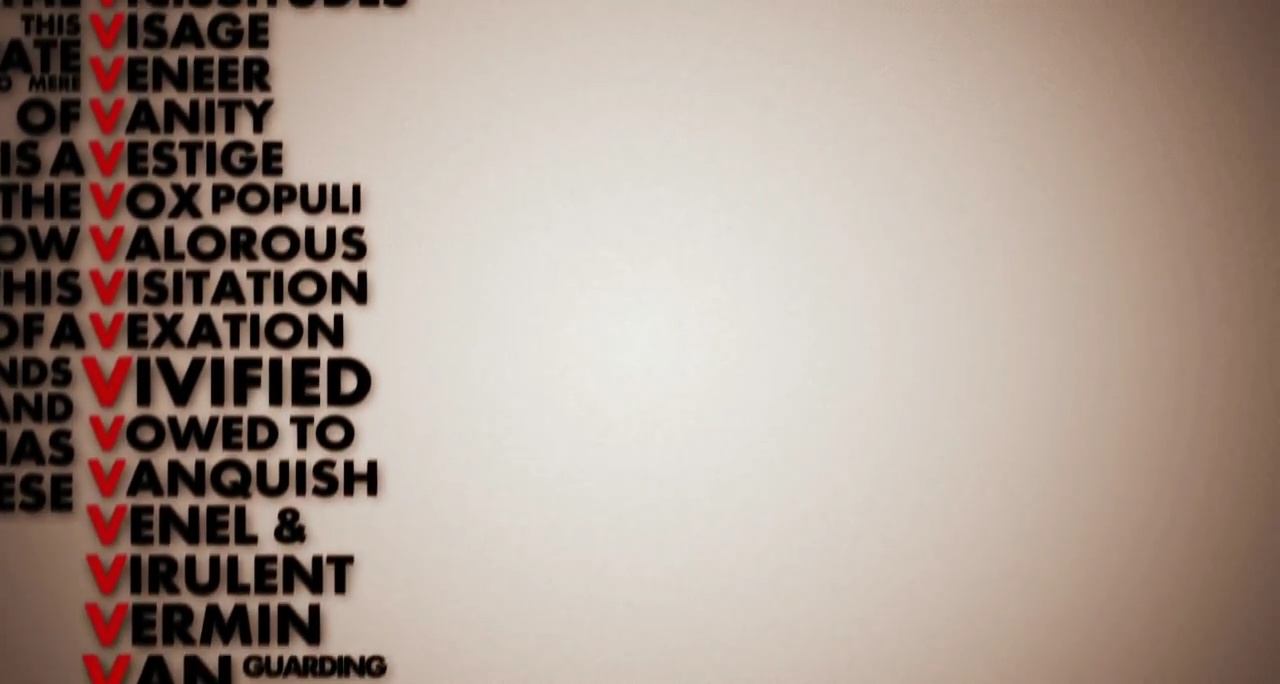 VICISSITUDES
THIS VISAGE
ATE VENEER
MERE
OF VANITY
IS A VESTIGE
THE VOX POPULI
OW VALOROUS
HIS VISITATION
OF A VEXATION
NDS VIVIFIED
AND
VOWED TO
HAS VANQUISH
ESE VENEL &
VIRULENT
VERMIN
VAN GUARDING